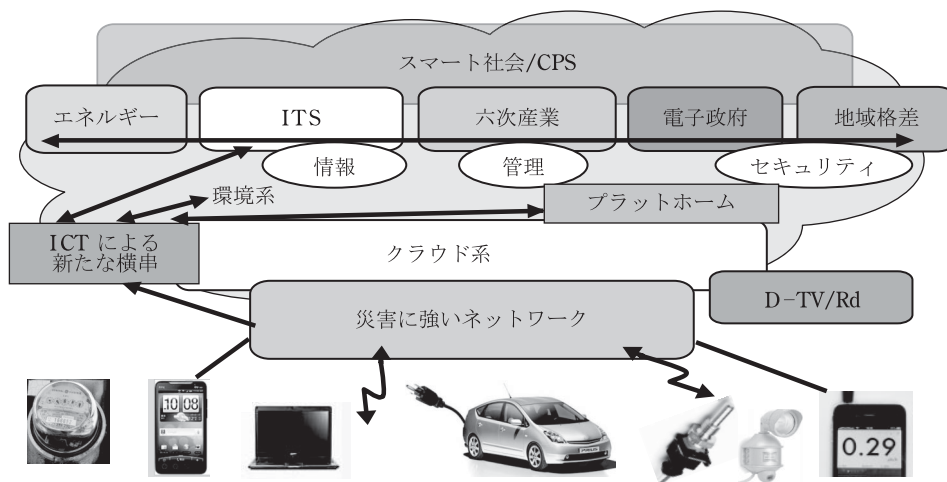 スマート社会/CPS
エネルギー
ITS
六次産業
電子政府
地域格差
情報
管理
セキュリティ
環境系
プラットホーム
ICT による
新たな横串
クラウド系
D-TV/Rd
災害に強いネットワーク
10 08
0.29